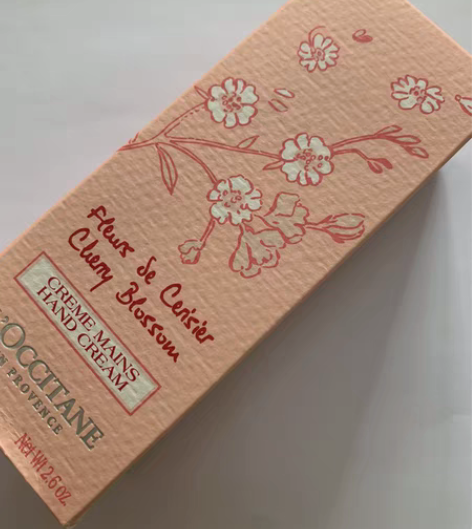 Fleurs de Cerisier
Cherry Blossom
CREME MAINS
HAND CREAM
L'OCCITANE
EN PROVENCE
Net Wt 2.6 oz.